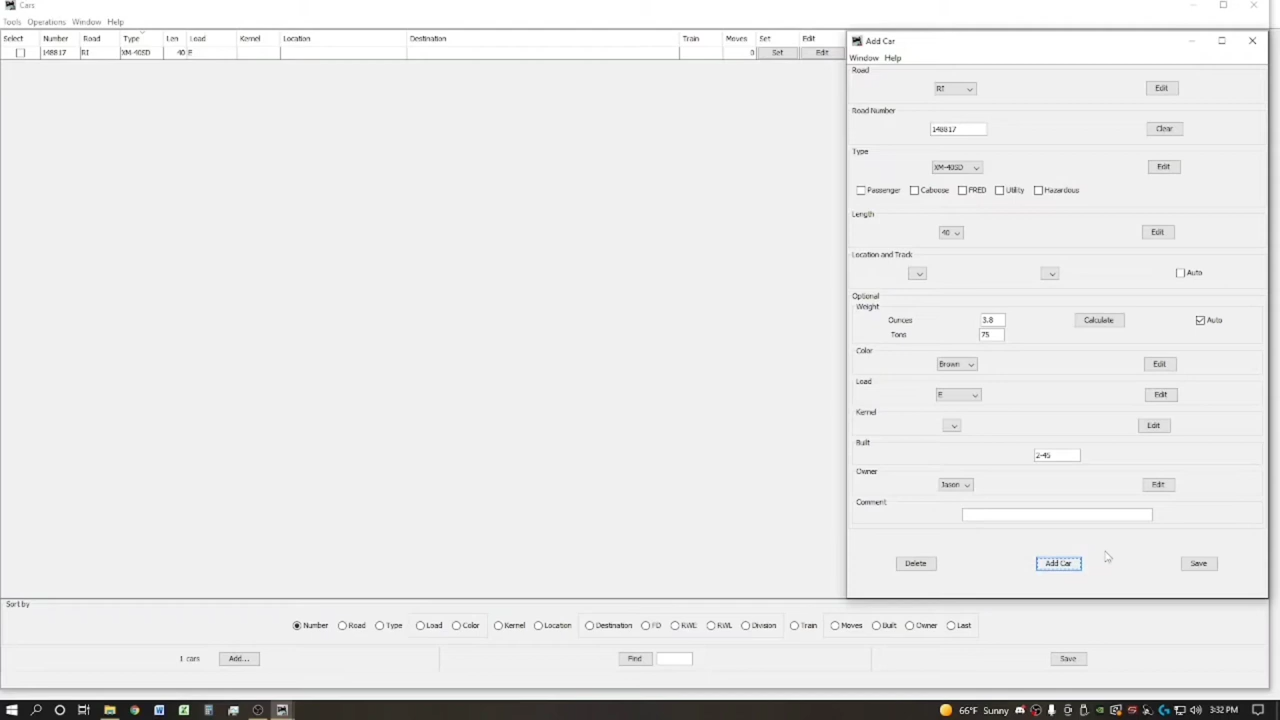 Cars
Tools Operations Window Help
Select Number Road Type Len Load Kernel Location Destination Train Moves Set Edit
148817 RI XM-40SD 40 E 0 Set Edit
Add Car
Window Help
Road
RI Edit
Road Number
148817 Clear
Type
XM-40SD Edit
Passenger Caboose FRED Utility Hazardous
Length
40 Edit
Location and Track
Auto
Optional
Weight
Ounces 3.8 Calculate Auto
Tons 75
Color
Brown Edit
Load
E Edit
Kernel
Edit
Built
2-45
Owner
Jason Edit
Comment
Delete Add Car Save
Sort by
Number Road Type Load Color Kernel Location Destination FD RWE RWL Division Train Moves Built Owner Last
1 cars Add... Find Save
66°F Sunny 3:32 PM